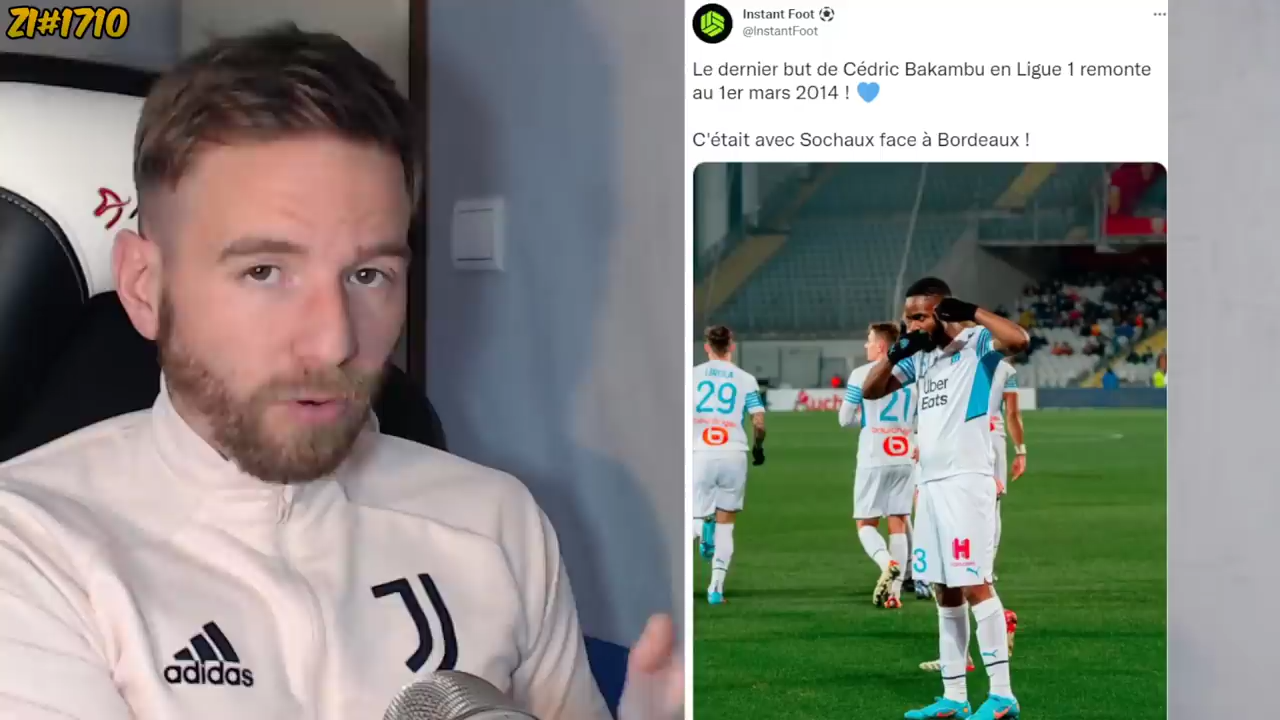 ZI#1710
Instant Foot
@InstantFoot
Le dernier but de Cédric Bakambu en Ligue 1 remonte
au 1er mars 2014 !
C'était avec Sochaux face à Bordeaux !
29
21
Uber
Eats
3
H
adidas